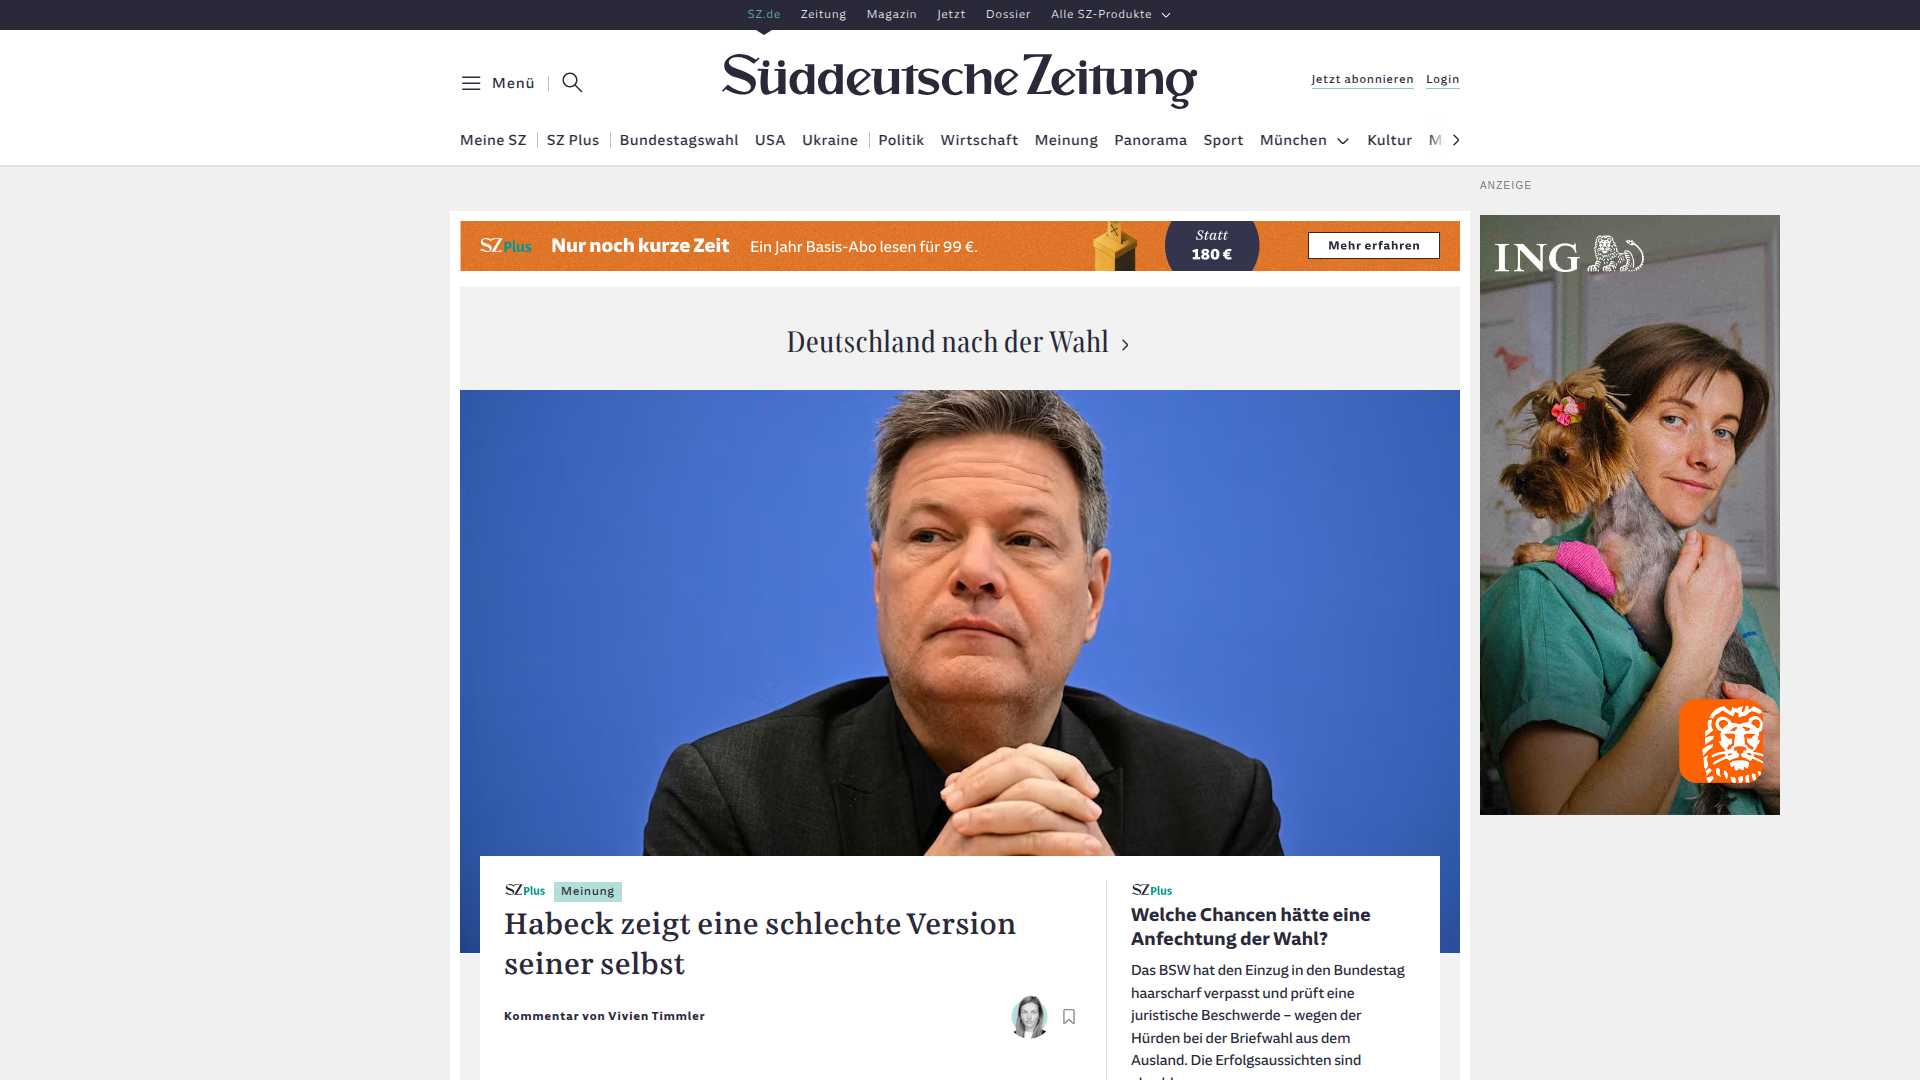 SZ.de Zeitung Magazin Jetzt Dossier Alle SZ-Produkte
Menü
Süddeutsche Zeitung
Jetzt abonnieren Login
Meine SZ SZ Plus Bundestagswahl USA Ukraine Politik Wirtschaft Meinung Panorama Sport München Kultur M
ANZEIGE
SZ Plus Nur noch kurze Zeit Ein Jahr Basis-Abo lesen für 99 €.
Statt
180 €
Mehr erfahren
ING
Deutschland nach der Wahl
SZ Plus Meinung
Habeck zeigt eine schlechte Version
seiner selbst
Kommentar von Vivien Timmler
SZ Plus
Welche Chancen hätte eine
Anfechtung der Wahl?
Das BSW hat den Einzug in den Bundestag
haarscharf verpasst und prüft eine
juristische Beschwerde – wegen der
Hürden bei der Briefwahl aus dem
Ausland. Die Erfolgsaussichten sind